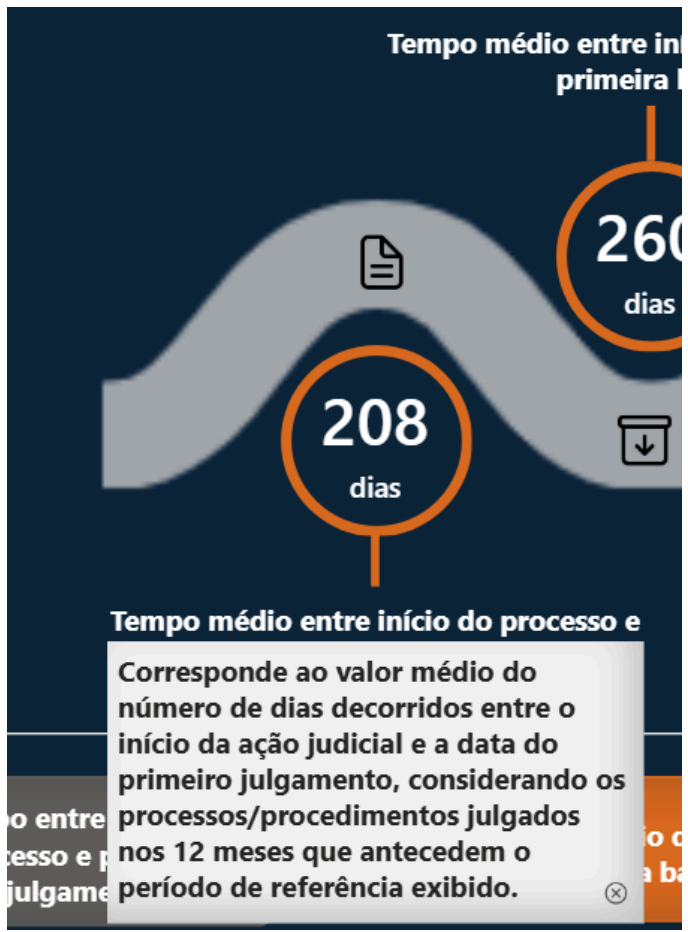 Tempo médio entre
primeira
260
dias
208
dias
Tempo médio entre início do processo e
Corresponde ao valor médio do
número de dias decorridos entre o
início da ação judicial e a data do
primeiro julgamento, considerando os
processos/procedimentos julgados
nos 12 meses que antecedem o
período de referência exibido.
entre
e